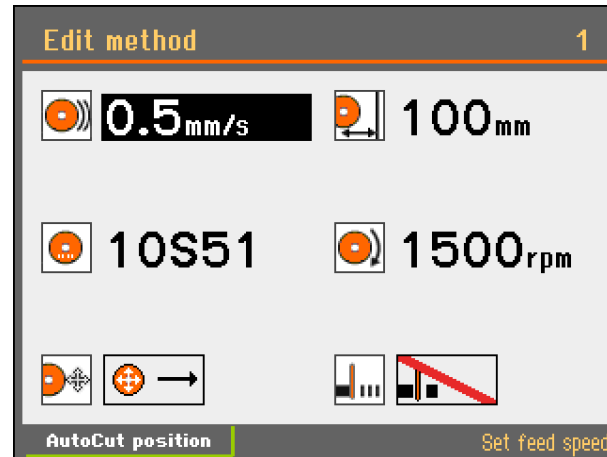 Edit method 1
0.5mm/s 100mm
10S51 1500rpm
AutoCut position Set feed speed